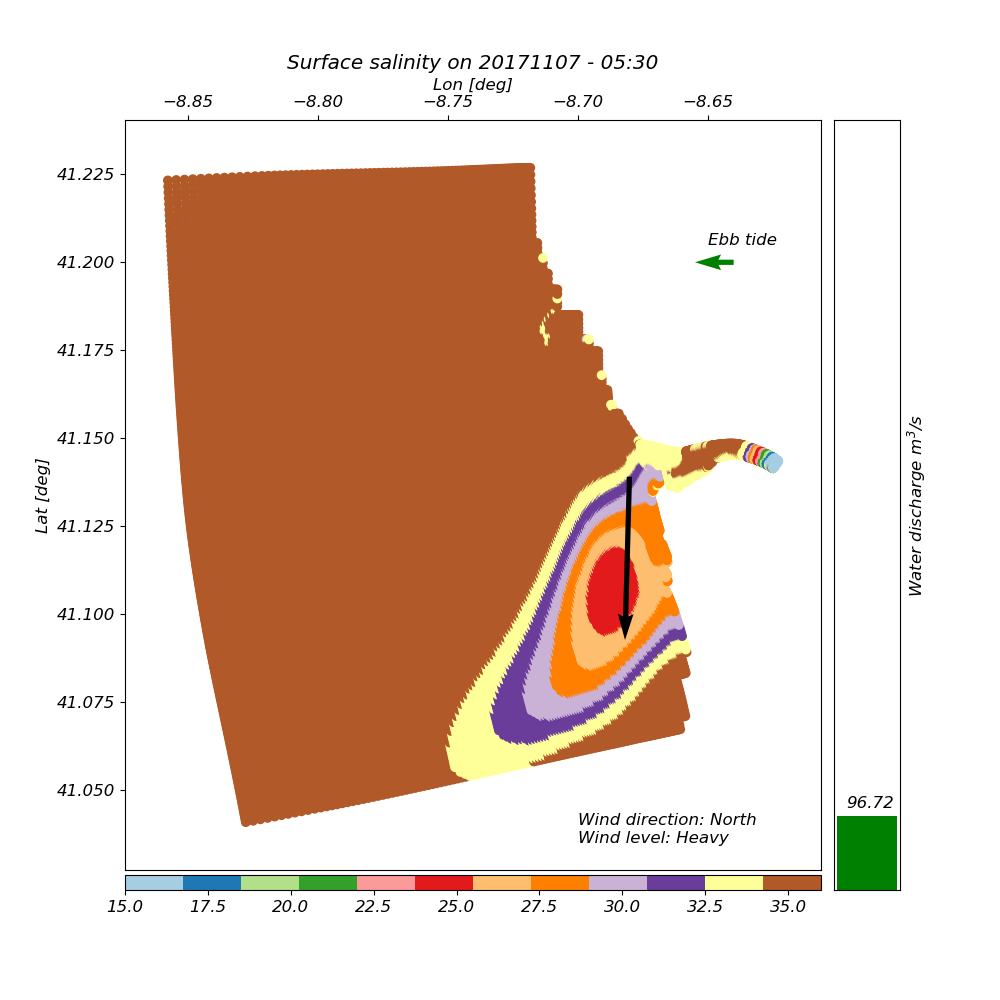 Surface salinity on 20171107 - 05:30
Lon [deg]
−8.85 −8.80 −8.75 −8.70 −8.65
41.225
41.200
41.175
41.150
41.125
41.100
41.075
41.050
Lat [deg]
Ebb tide
Wind direction: North
Wind level: Heavy
96.72
Water discharge m³/s
15.0 17.5 20.0 22.5 25.0 27.5 30.0 32.5 35.0